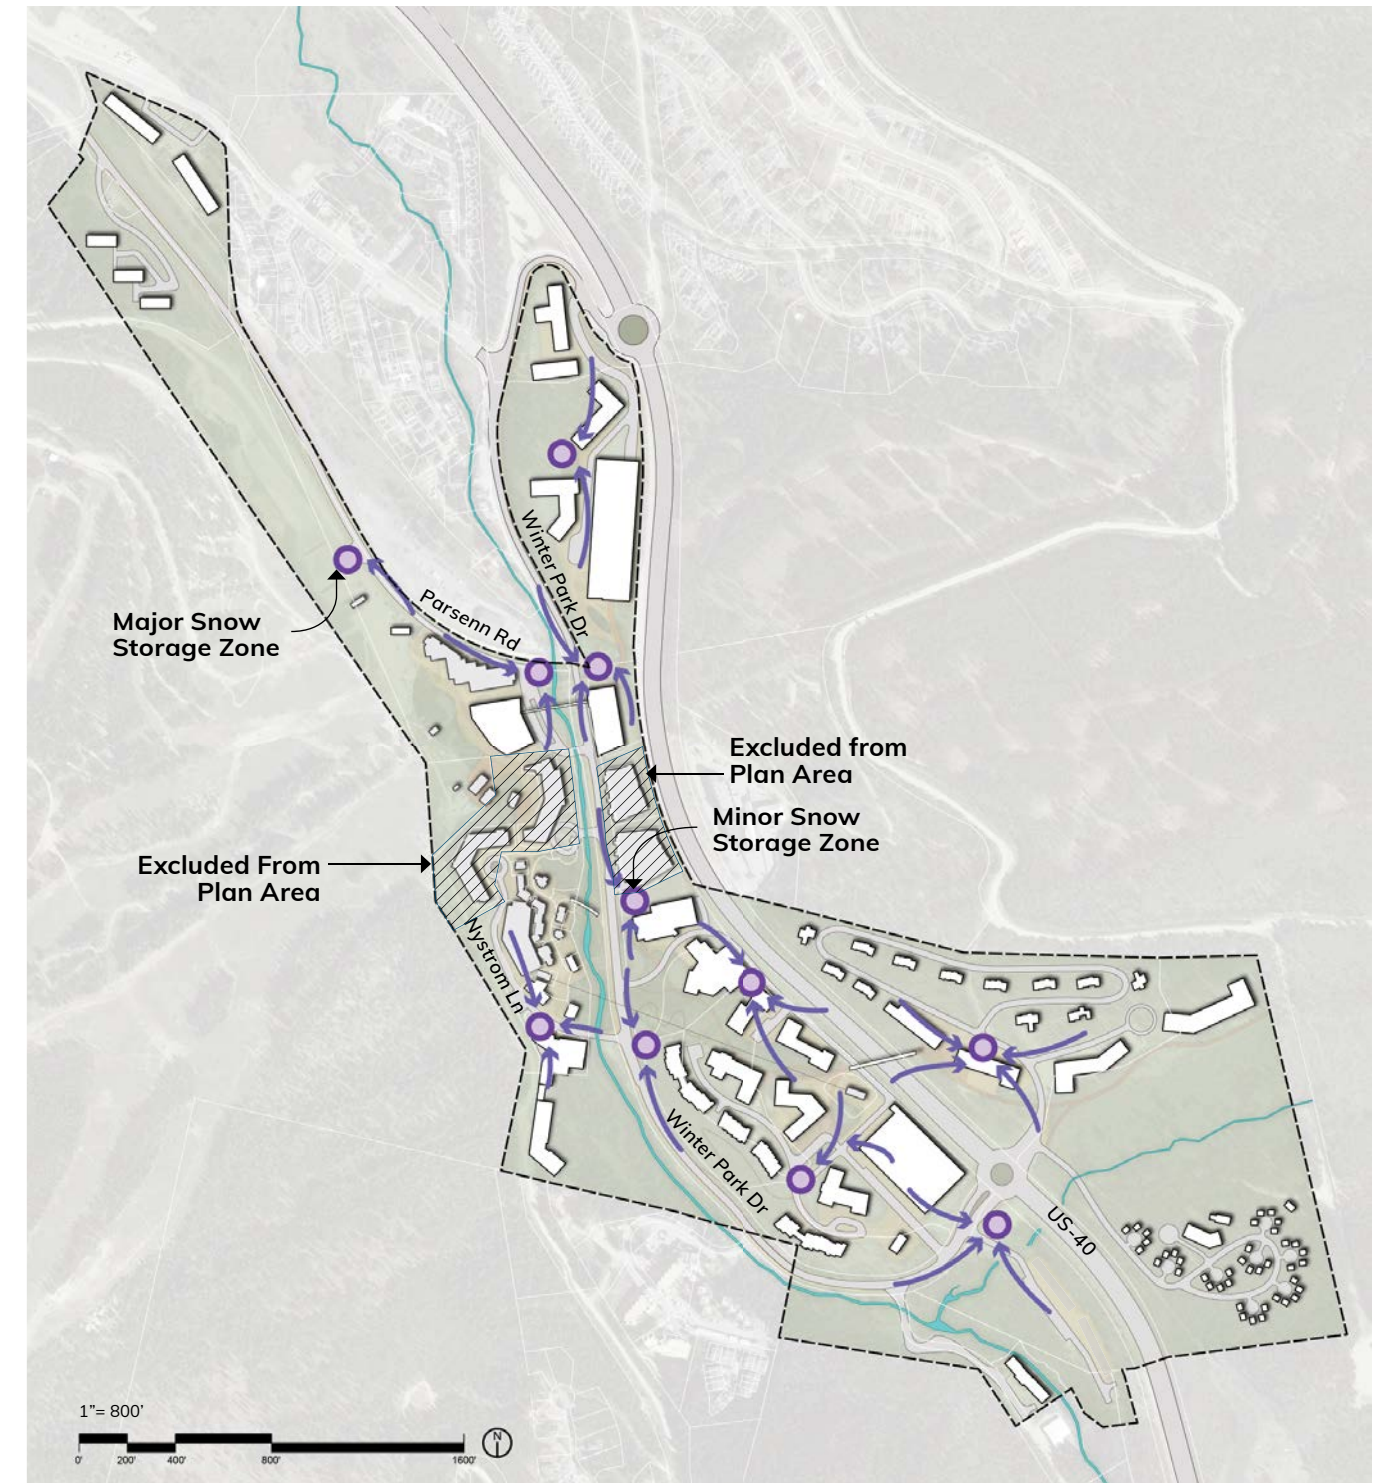 Winter Park Dr
Major Snow
Storage Zone
Parsenn Rd
Excluded from
Plan Area
Minor Snow
Storage Zone
Excluded From
Plan Area
Nystrom Ln
Winter Park Dr
US-40
1”= 800’
N
0' 200' 400' 800' 1600'